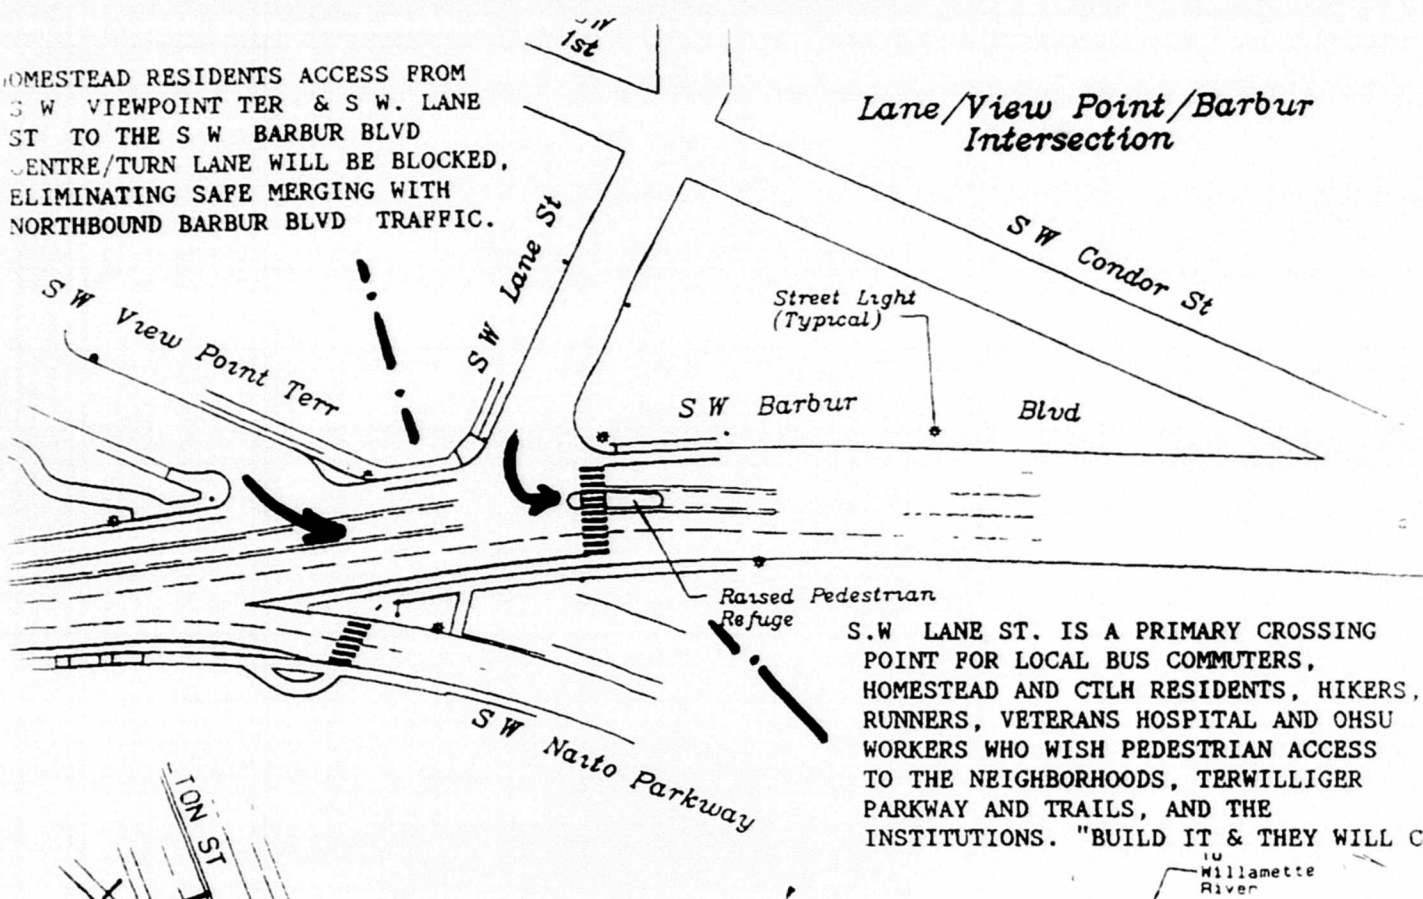 1st
OMESTEAD RESIDENTS ACCESS FROM
S W VIEWPOINT TER & S W. LANE
ST TO THE S W BARBUR BLVD
ENTRE/TURN LANE WILL BE BLOCKED,
ELIMINATING SAFE MERGING WITH
NORTHBOUND BARBUR BLVD TRAFFIC.
Lane/View Point/Barbur
Intersection
S W Lane St
S W Condor St
S W View Point Terr
Street Light
(Typical)
S W Barbur Blvd
Raised Pedestrian
Refuge
S W Naito Parkway
S.W LANE ST. IS A PRIMARY CROSSING
POINT FOR LOCAL BUS COMMUTERS,
HOMESTEAD AND CTLH RESIDENTS, HIKERS,
RUNNERS, VETERANS HOSPITAL AND OHSU
WORKERS WHO WISH PEDESTRIAN ACCESS
TO THE NEIGHBORHOODS, TERWILLIGER
PARKWAY AND TRAILS, AND THE
INSTITUTIONS. "BUILD IT & THEY WILL C
TON ST
To
Willamette
River